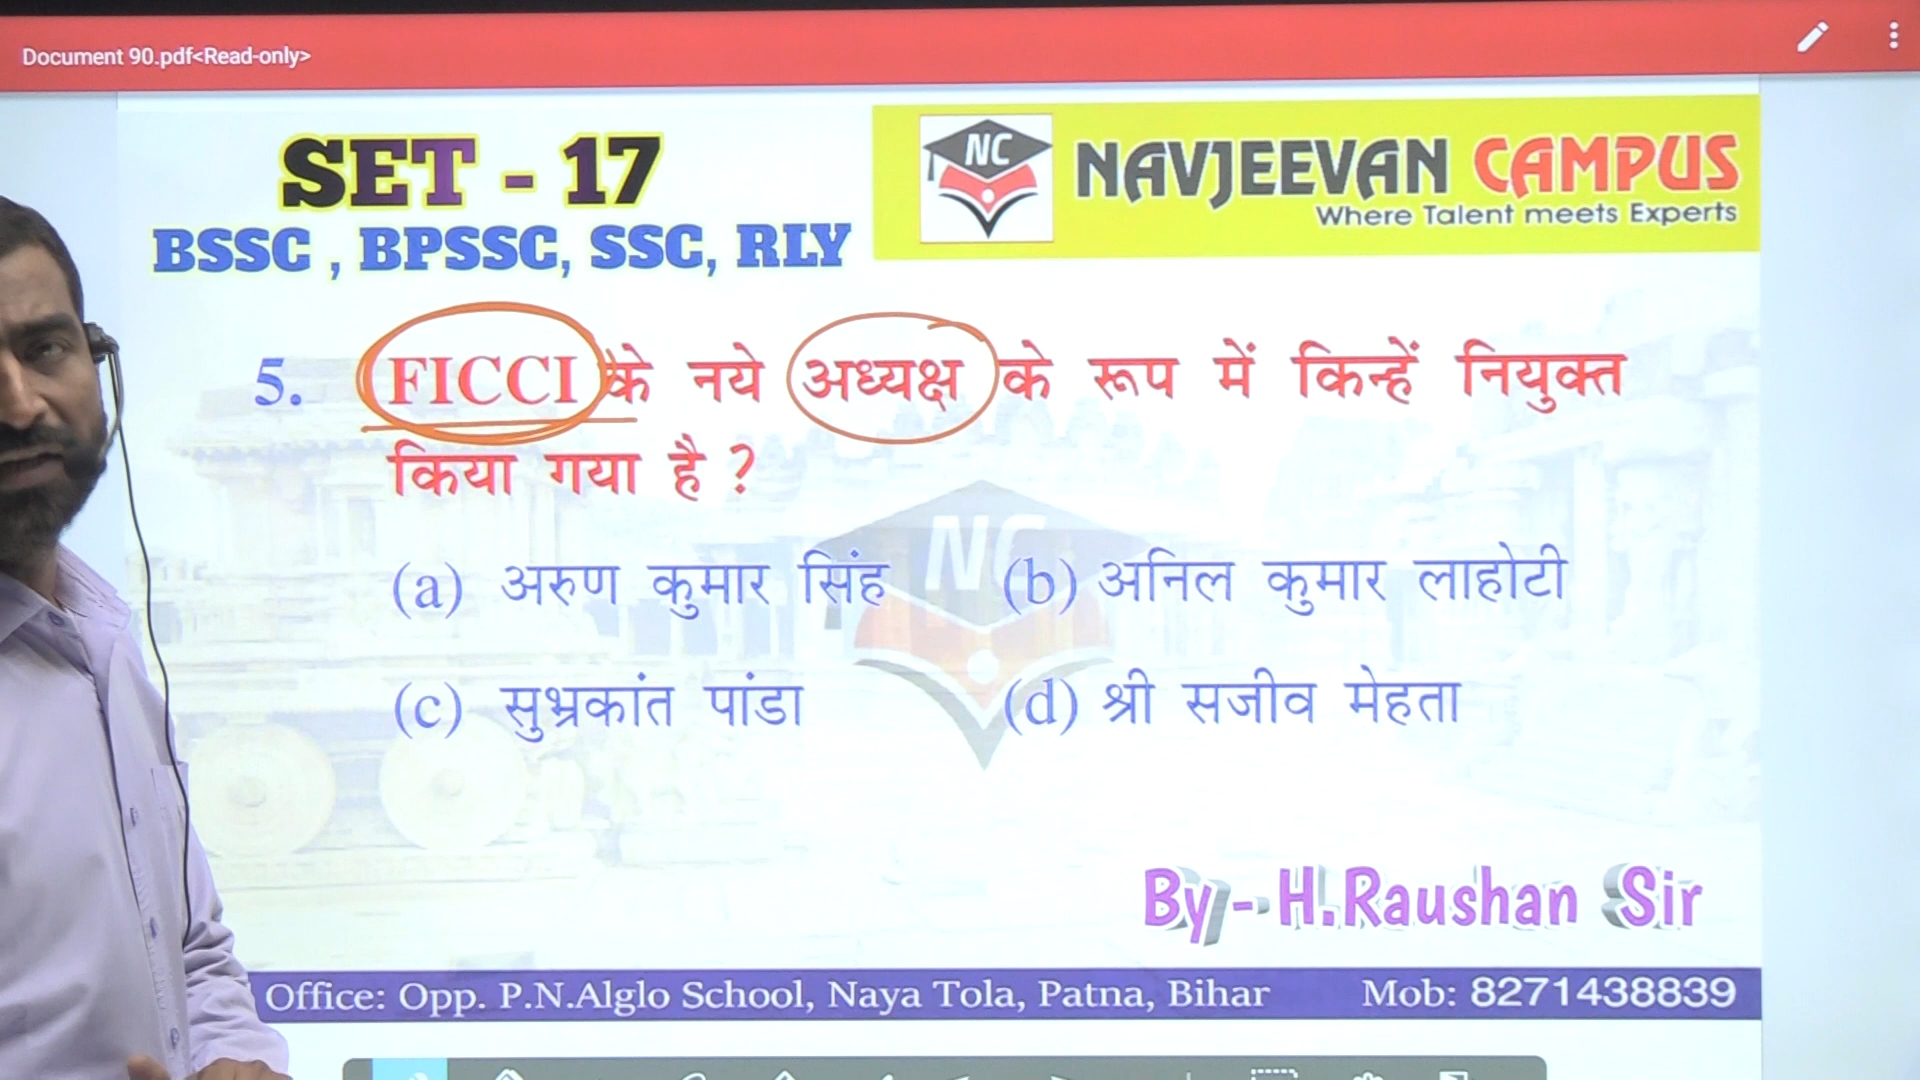 Document 90.pdf<Read-only>
SET - 17
BSSC , BPSSC, SSC, RLY
NC
NAVJEEVAN CAMPUS
Where Talent meets Experts
5. FICCI के नये अध्यक्ष के रूप में किन्हें नियुक्त
किया गया है ?
NC
(a) अरुण कुमार सिंह (b) अनिल कुमार लाहोटी
(c) सुभ्रकांत पांडा (d) श्री सजीव मेहता
By - H.Raushan Sir
Office: Opp. P.N.Alglo School, Naya Tola, Patna, Bihar Mob: 8271438839